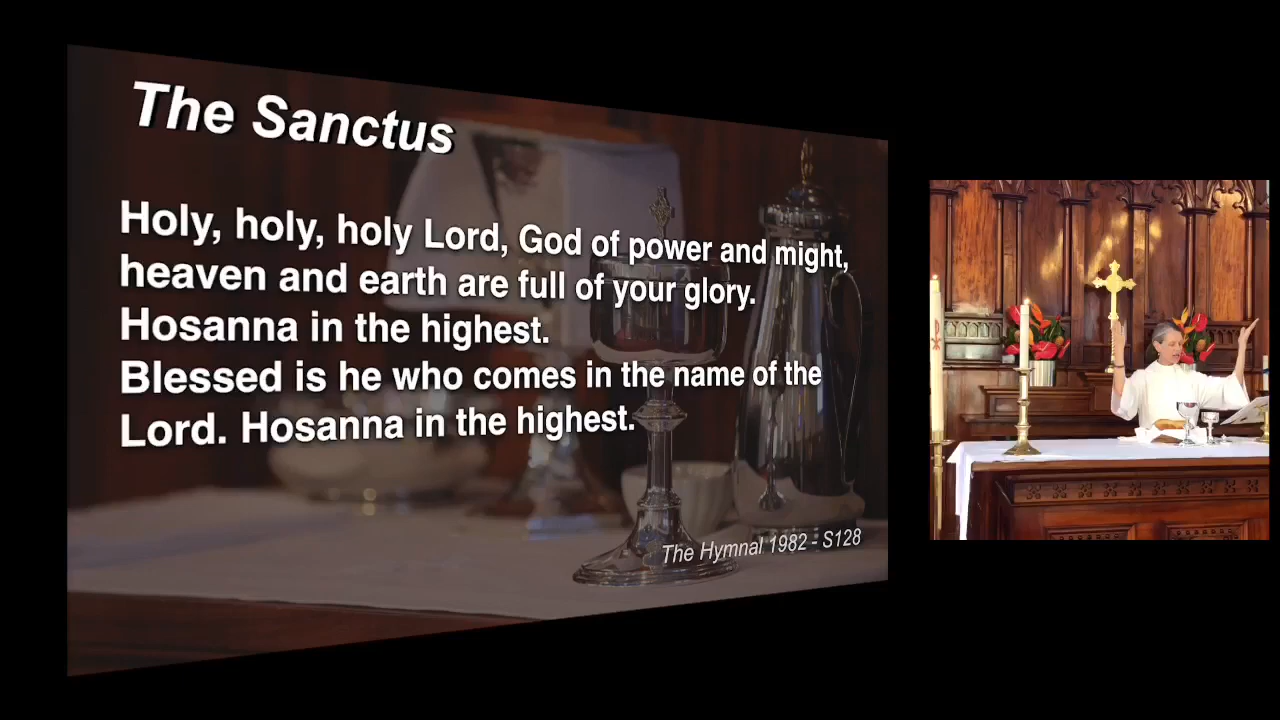 The Sanctus
Holy, holy, holy Lord, God of power and might,
heaven and earth are full of your glory.
Hosanna in the highest.
Blessed is he who comes in the name of the
Lord. Hosanna in the highest.
The Hymnal 1982 - S128